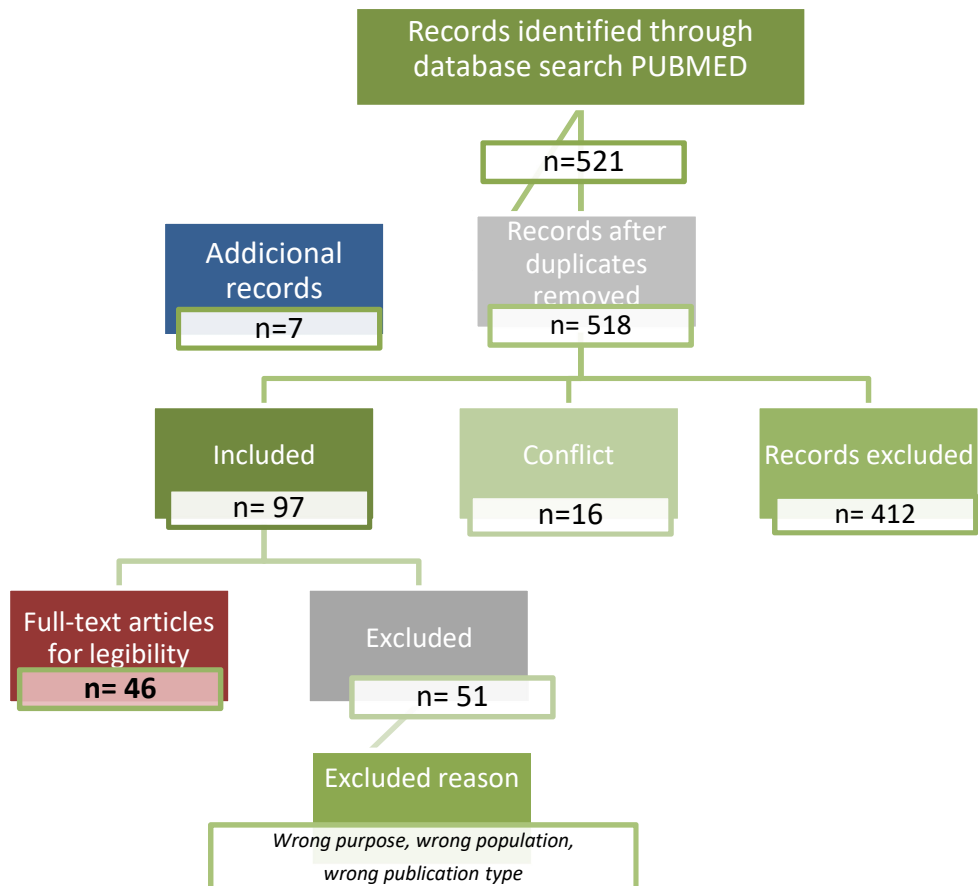 Records identified through
database search PUBMED
n=521
Addicional
records
n=7
Records after
duplicates
removed
n= 518
Included
n= 97
Conflict
n=16
Records excluded
n= 412
Full-text articles
for legibility
n= 46
Excluded
n= 51
Excluded reason
Wrong purpose, wrong population,
wrong publication type